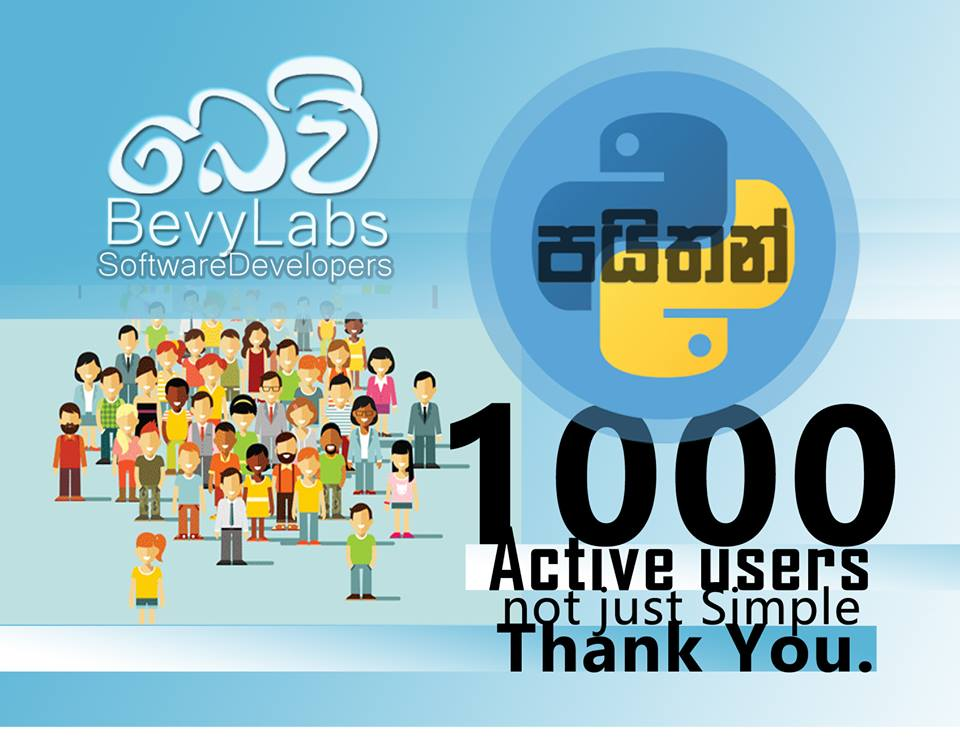 බෙවි
BevyLabs
SoftwareDevelopers
පයිතන්
1000
Active users
not just Simple
Thank You.